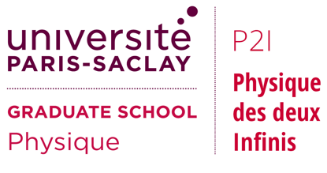 université
PARIS-SACLAY
GRADUATE SCHOOL
Physique
P2I
Physique
des deux
Infinis